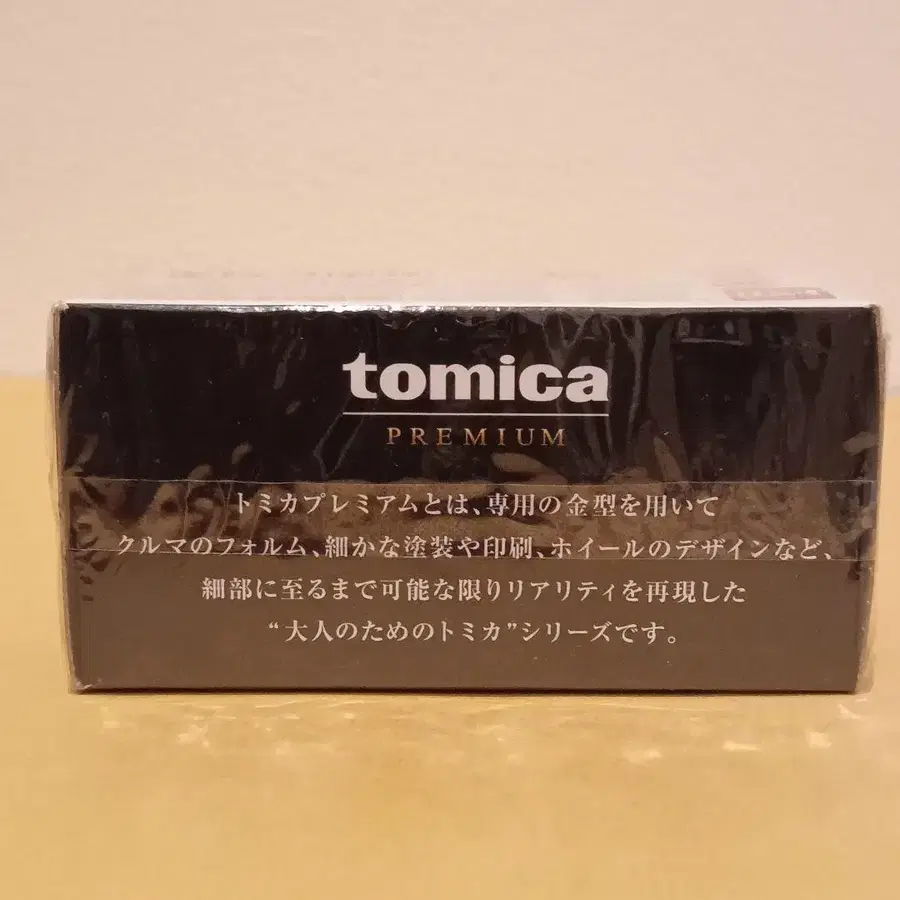 tomica
PREMIUM
トミカプレミアムとは、専用の金型を用いて
クルマのフォルム、細かな塗装や印刷、ホイールのデザインなど、
細部に至るまで可能な限りリアリティを再現した
“大人のためのトミカ”シリーズです。